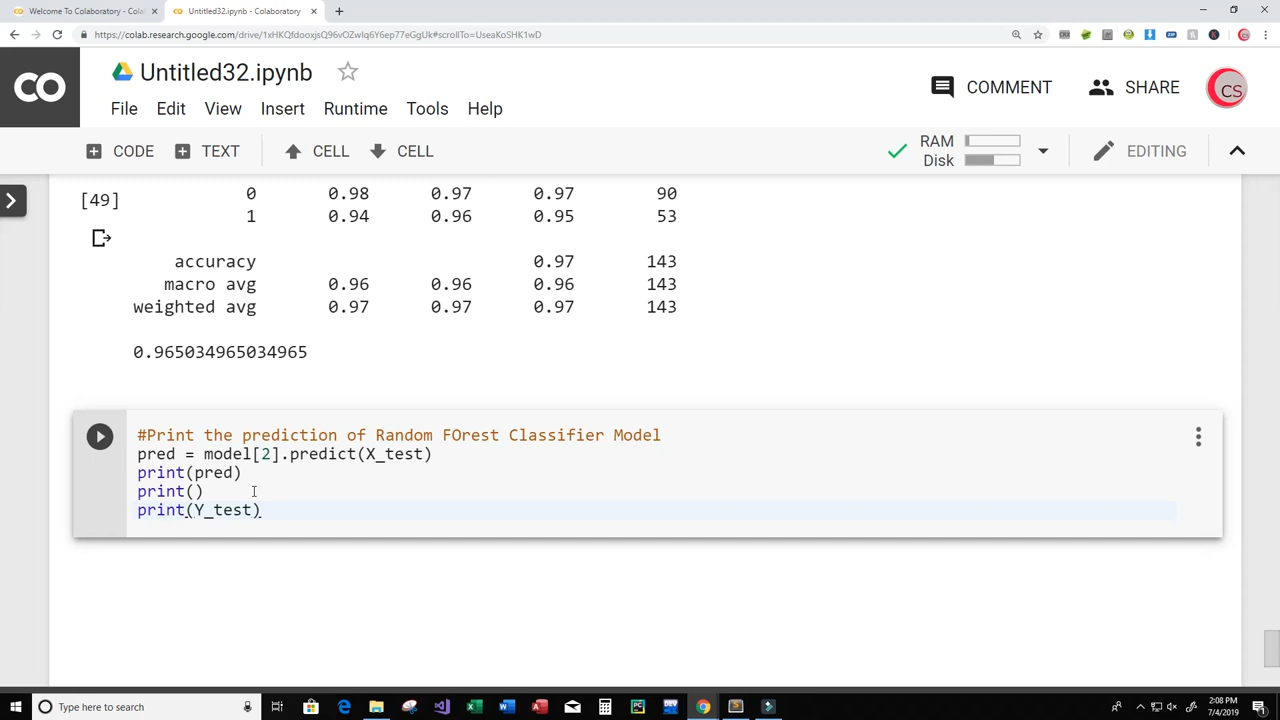 Welcome To Colaboratory - Colab
Untitled32.ipynb - Colaboratory
https://colab.research.google.com/drive/1xHKQfdooxjsQ96vOZwIq6Y6ep77eGgUk#scrollTo=UseaKoSHK1wD
CO
Untitled32.ipynb
COMMENT
SHARE
CS
File Edit View Insert Runtime Tools Help
CODE TEXT CELL CELL
RAM
Disk
EDITING
[49] 0 0.98 0.97 0.97 90
1 0.94 0.96 0.95 53
accuracy 0.97 143
macro avg 0.96 0.96 0.96 143
weighted avg 0.97 0.97 0.97 143
0.965034965034965
#Print the prediction of Random FOrest Classifier Model
pred = model[2].predict(X_test)
print(pred)
print()
print(Y_test)
Type here to search
2:08 PM
7/4/2019